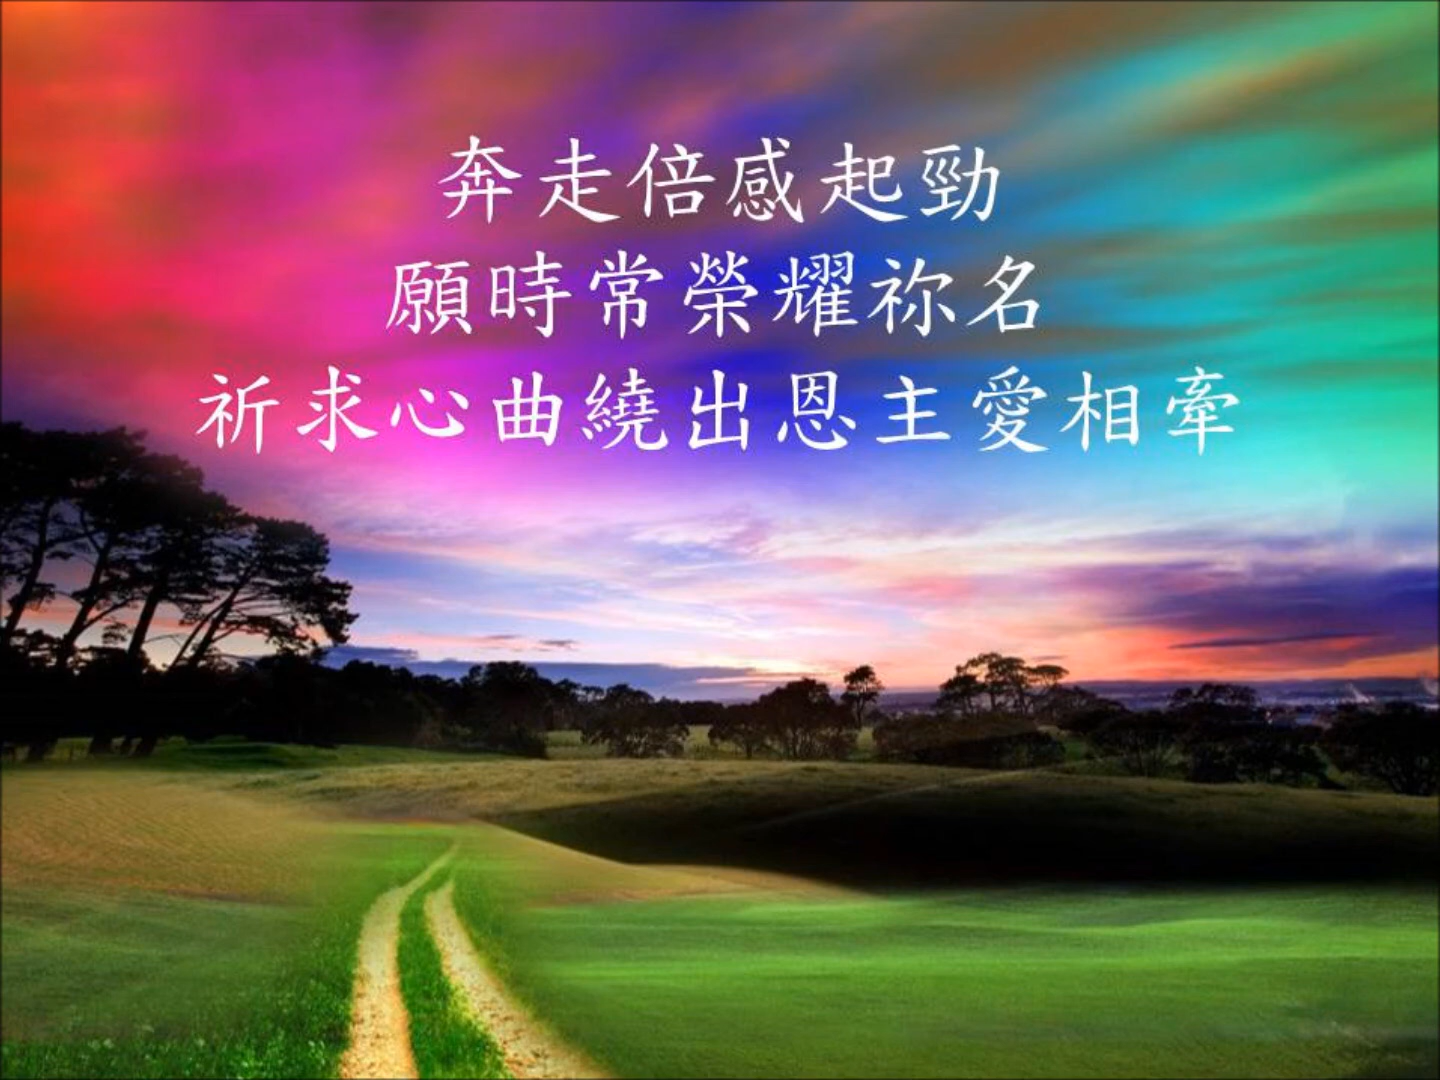 奔走倍感起勁
願時常榮耀祢名
祈求心曲繞出恩主愛相牽